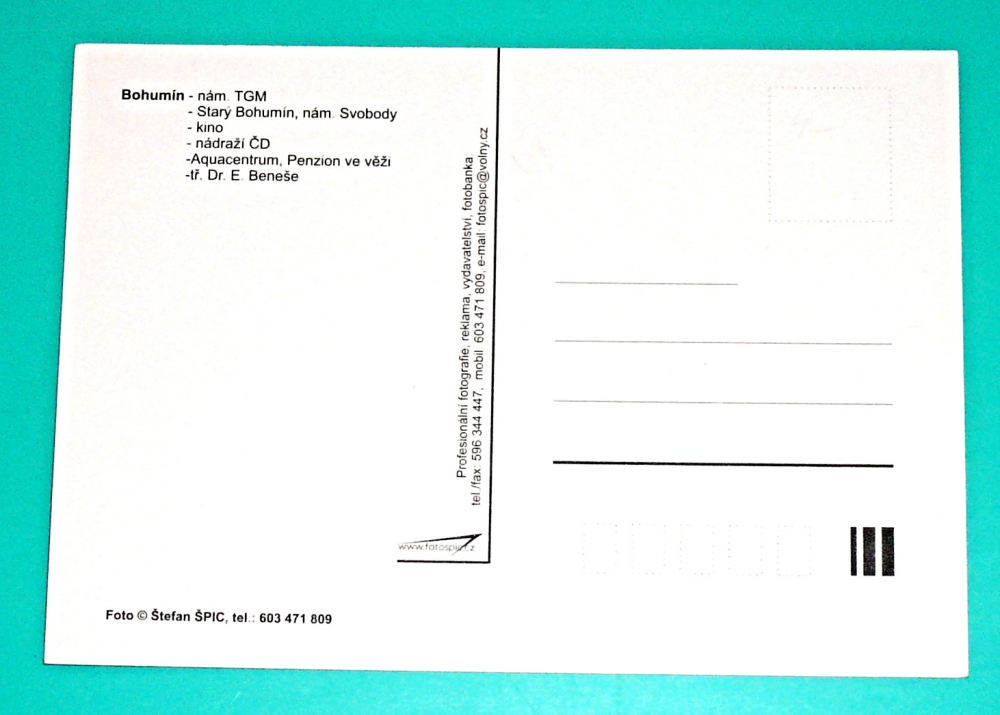 Bohumín - nám. TGM
- Starý Bohumín, nám. Svobody
- kino
- nádraží ČD
-Aquacentrum, Penzion ve věži
-tř. Dr. E. Beneše
Profesionální fotografie, reklama, vydavatelství, fotobanka
tel./fax: 596 344 447, mobil 603 471 809, e-mail: fotospic@volny.cz
www.fotospic.cz
Foto © Štefan ŠPIC, tel.: 603 471 809